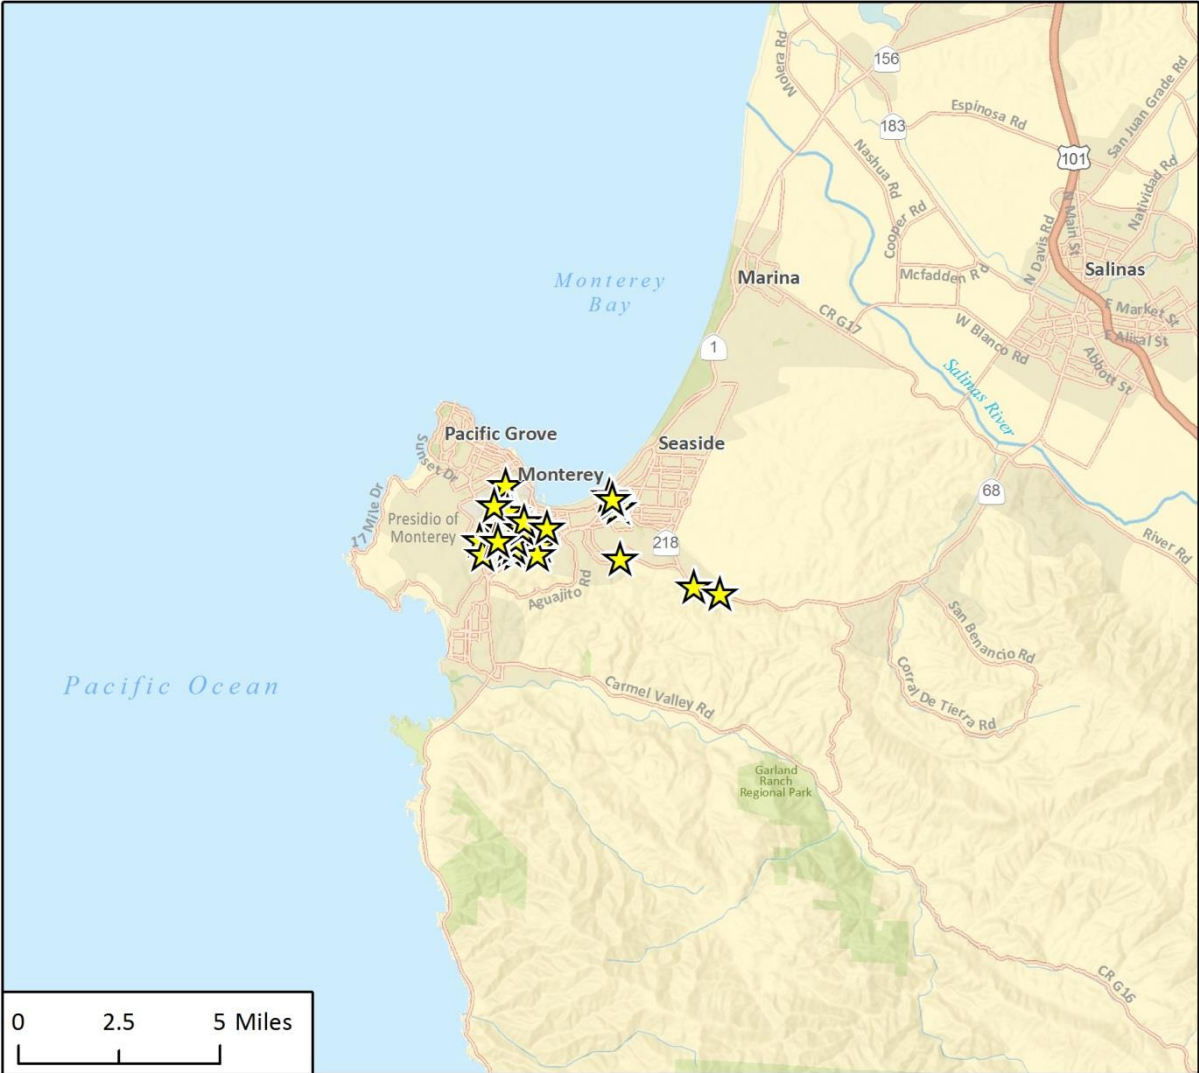 156
Molera Rd
183
Espinosa Rd
San Juan Grade Rd
101
Nashua Rd
Natividad Rd
Cooper Rd
N Main St
N Davis Rd
Monterey
Bay
Marina
Mcfadden Rd
Salinas
CR G17
W Blanco Rd
E Market St
E Alisal St
1
Abbott St
Salinas River
Pacific Grove
Sunset Dr
Seaside
Monterey
68
17 Mile Dr
Presidio of
Monterey
218
River Rd
Aguajito Rd
San Benancio Rd
Pacific Ocean
Carmel Valley Rd
Corral De Tierra Rd
Garland
Ranch
Regional Park
CR G16
0 2.5 5 Miles